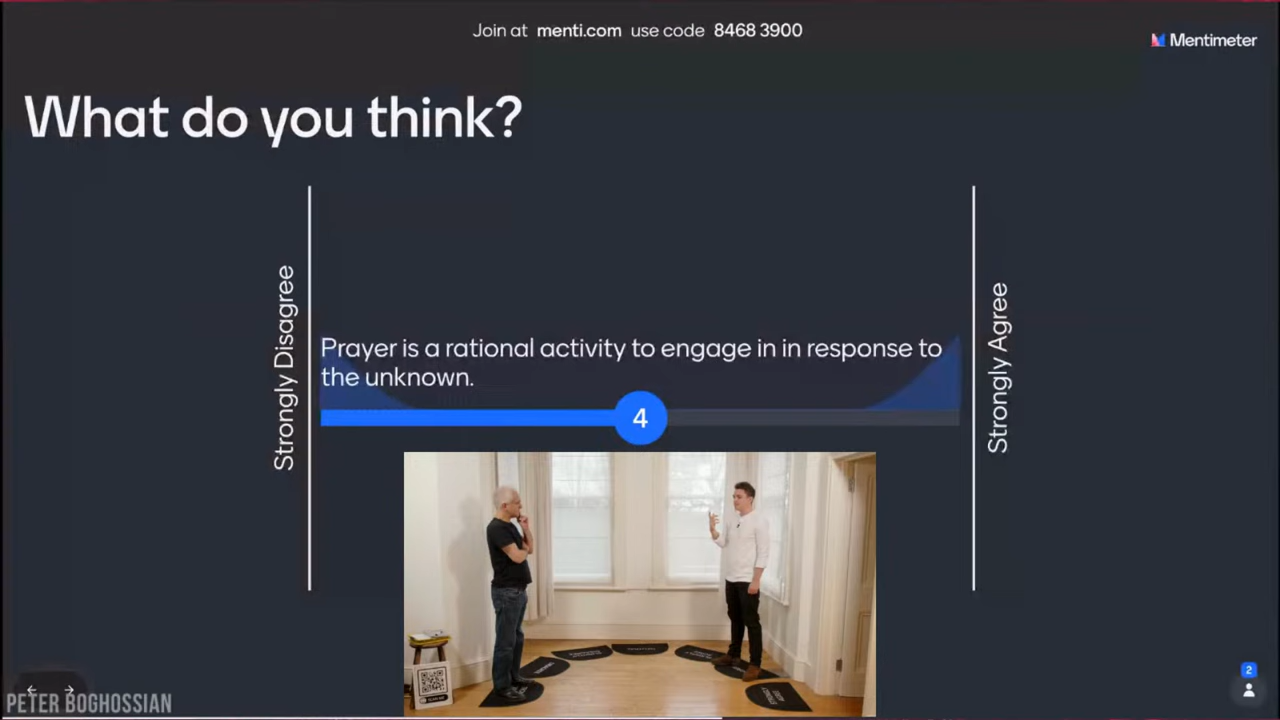 Join at menti.com use code 8468 3900
Mentimeter
What do you think?
Strongly Disagree
Prayer is a rational activity to engage in in response to
the unknown.
4
Strongly Agree
2
PETER BOGHOSSIAN